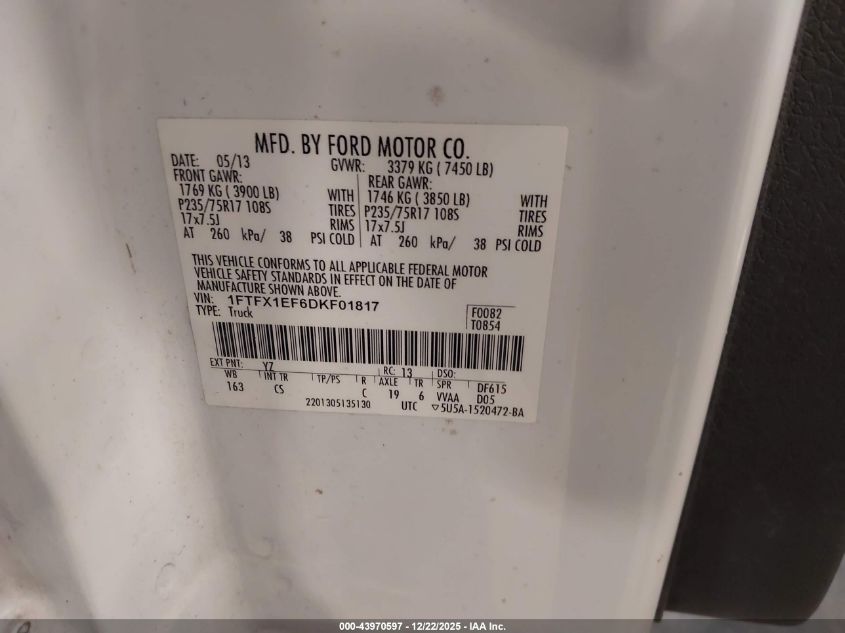 MFD. BY FORD MOTOR CO.
DATE: 05/13 GVWR: 3379 KG ( 7450 LB)
FRONT GAWR: REAR GAWR:
1769 KG ( 3900 LB) WITH 1746 KG ( 3850 LB) WITH
P235/75R17 108S TIRES P235/75R17 108S TIRES
17x7.5J RIMS 17x7.5J RIMS
AT 260 kPa/ 38 PSI COLD AT 260 kPa/ 38 PSI COLD
THIS VEHICLE CONFORMS TO ALL APPLICABLE FEDERAL MOTOR
VEHICLE SAFETY STANDARDS IN EFFECT ON THE DATE OF
MANUFACTURE SHOWN ABOVE.
VIN: 1FTFX1EF6DKF01817
TYPE: Truck F0082
T0854
EXT PNT: YZ RC: 13 DSO:
WB INT TR TP/PS R AXLE TR SPR DF615
163 CS C 19 6 VVAA D05
2201305135130 UTC ▽5U5A-1520472-BA
000-43970597 - 12/22/2025 - IAA Inc.